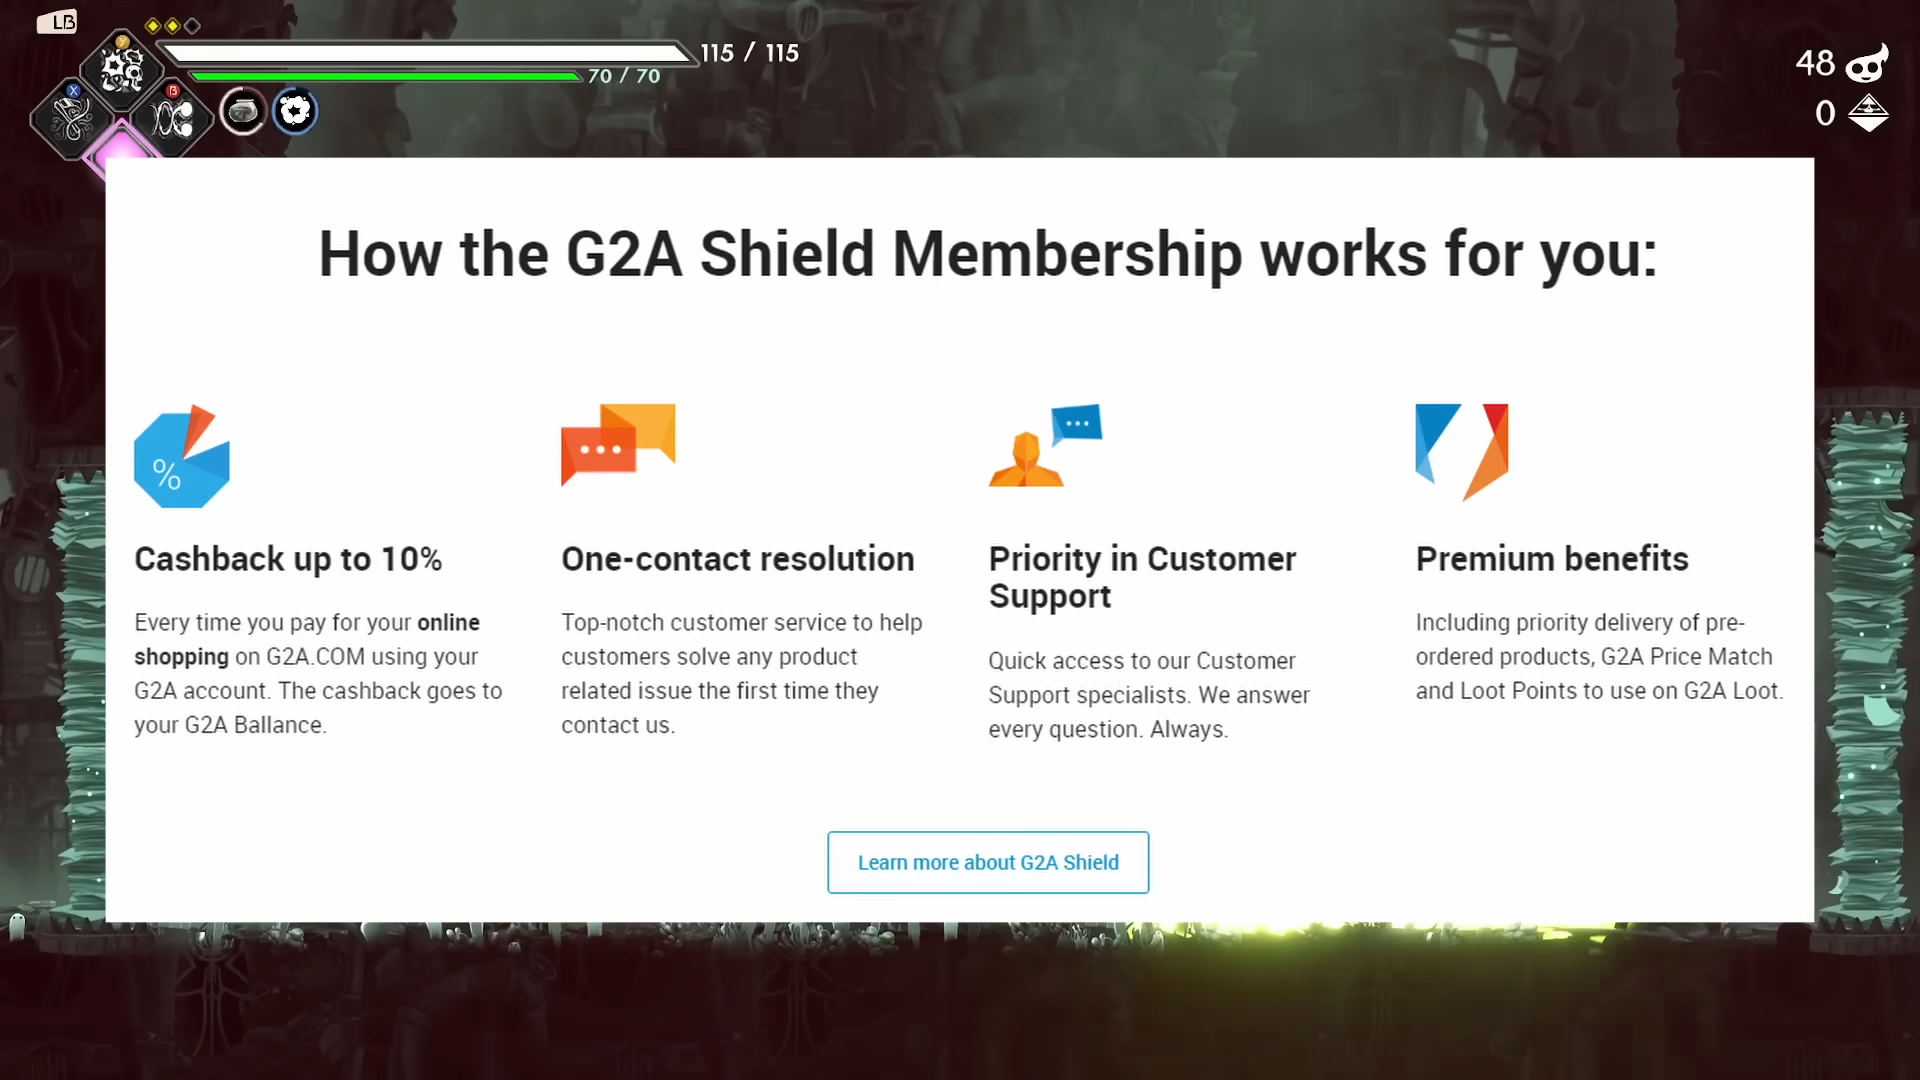 LB
Y
X
B
115 / 115
70 / 70
48
0
How the G2A Shield Membership works for you:
%
Cashback up to 10%
Every time you pay for your online
shopping on G2A.COM using your
G2A account. The cashback goes to
your G2A Ballance.
One-contact resolution
Top-notch customer service to help
customers solve any product
related issue the first time they
contact us.
Priority in Customer
Support
Quick access to our Customer
Support specialists. We answer
every question. Always.
Premium benefits
Including priority delivery of pre-
ordered products, G2A Price Match
and Loot Points to use on G2A Loot.
Learn more about G2A Shield